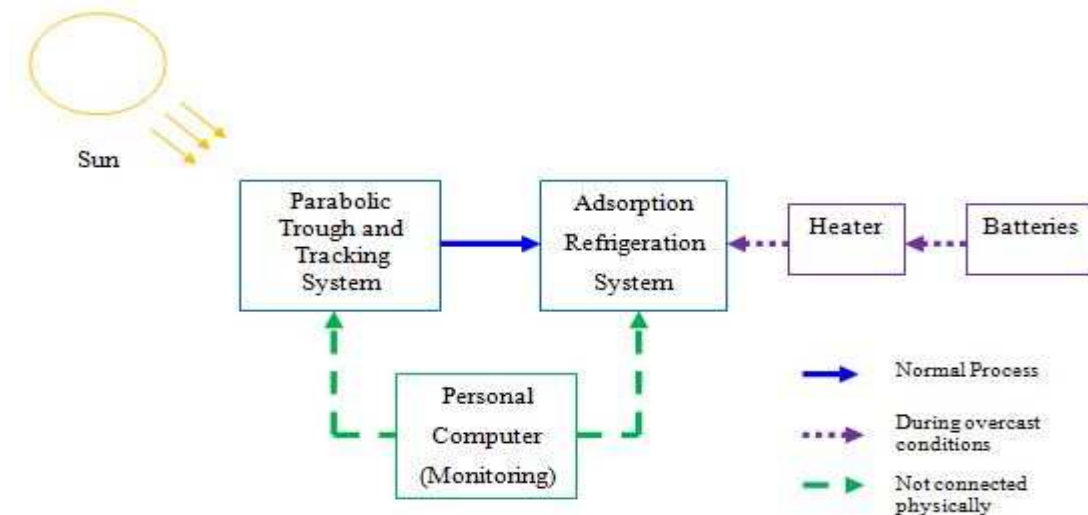 Sun
Parabolic
Trough and
Tracking
System
Adsorption
Refrigeration
System
Heater
Batteries
Personal
Computer
(Monitoring)
Normal Process
During overcast
conditions
Not connected
physically